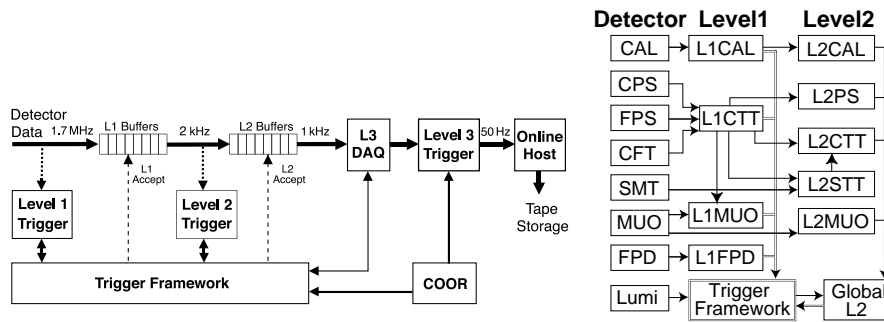 Detector
Data
1.7 MHz
L1 Buffers
2 kHz
L2 Buffers
1 kHz
L3
DAQ
Level 3
Trigger
50 Hz
Online
Host
L1
Accept
L2
Accept
Level 1
Trigger
Level 2
Trigger
Tape
Storage
Trigger Framework
COOR
Detector Level1 Level2
CAL L1CAL L2CAL
CPS
L2PS
FPS L1CTT
CFT L2CTT
SMT L2STT
MUO L1MUO L2MUO
FPD L1FPD
Lumi
Trigger
Framework
Global
L2